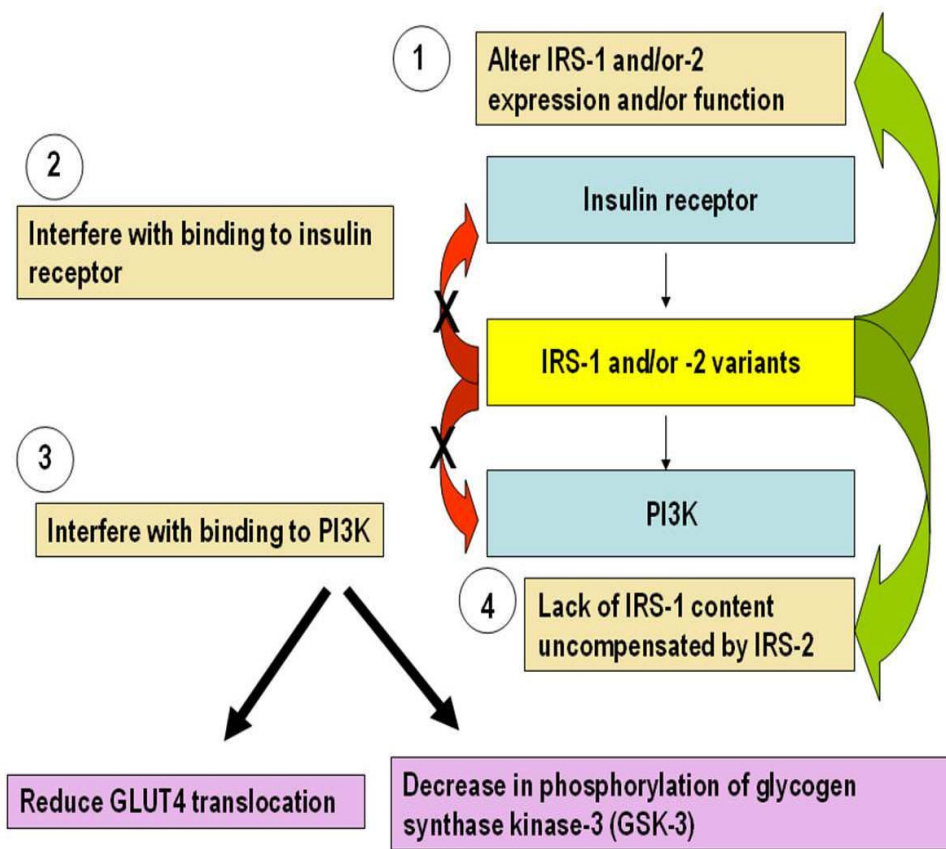 1
Alter IRS-1 and/or-2
expression and/or function
2
Insulin receptor
Interfere with binding to insulin
receptor
X
IRS-1 and/or -2 variants
X
3
Interfere with binding to PI3K
PI3K
4
Lack of IRS-1 content
uncompensated by IRS-2
Reduce GLUT4 translocation
Decrease in phosphorylation of glycogen
synthase kinase-3 (GSK-3)